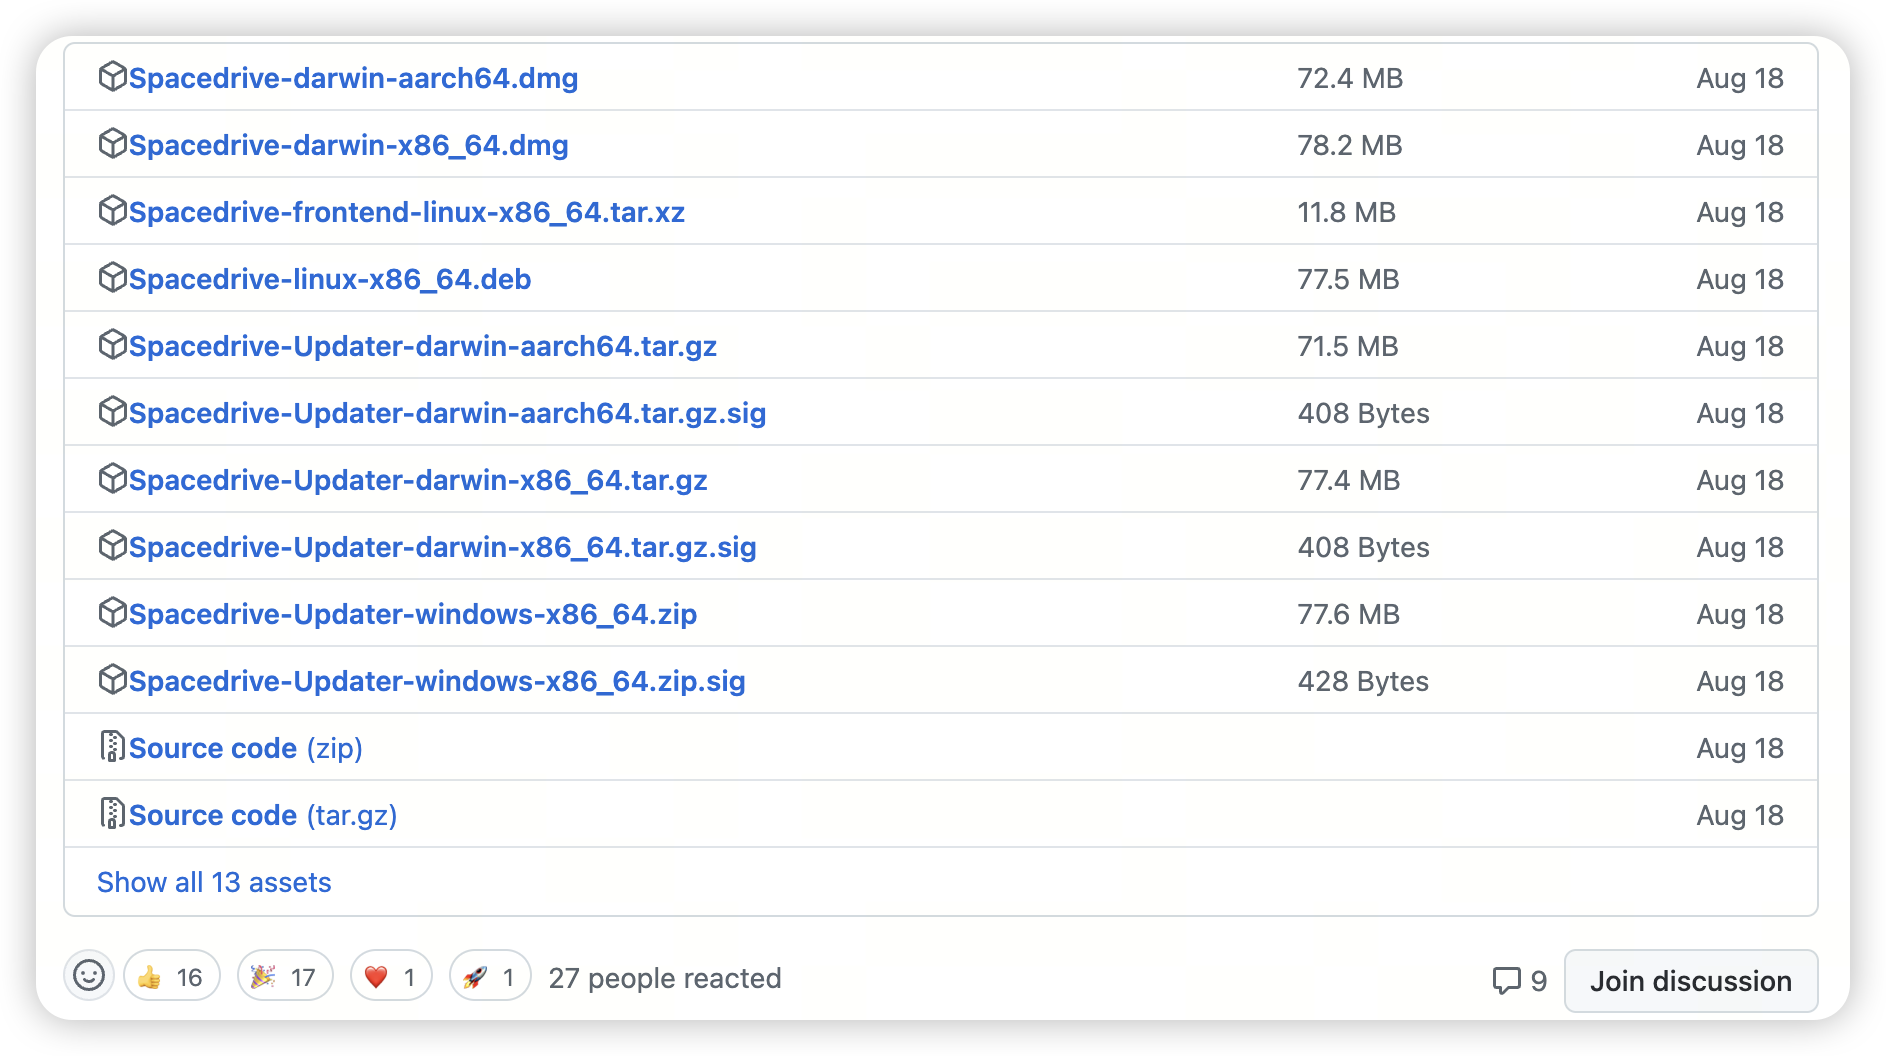 Spacedrive-darwin-aarch64.dmg 72.4 MB Aug 18
Spacedrive-darwin-x86_64.dmg 78.2 MB Aug 18
Spacedrive-frontend-linux-x86_64.tar.xz 11.8 MB Aug 18
Spacedrive-linux-x86_64.deb 77.5 MB Aug 18
Spacedrive-Updater-darwin-aarch64.tar.gz 71.5 MB Aug 18
Spacedrive-Updater-darwin-aarch64.tar.gz.sig 408 Bytes Aug 18
Spacedrive-Updater-darwin-x86_64.tar.gz 77.4 MB Aug 18
Spacedrive-Updater-darwin-x86_64.tar.gz.sig 408 Bytes Aug 18
Spacedrive-Updater-windows-x86_64.zip 77.6 MB Aug 18
Spacedrive-Updater-windows-x86_64.zip.sig 428 Bytes Aug 18
Source code (zip) Aug 18
Source code (tar.gz) Aug 18
Show all 13 assets
👍 16 🎉 17 ❤️ 1 🚀 1 27 people reacted 9 Join discussion